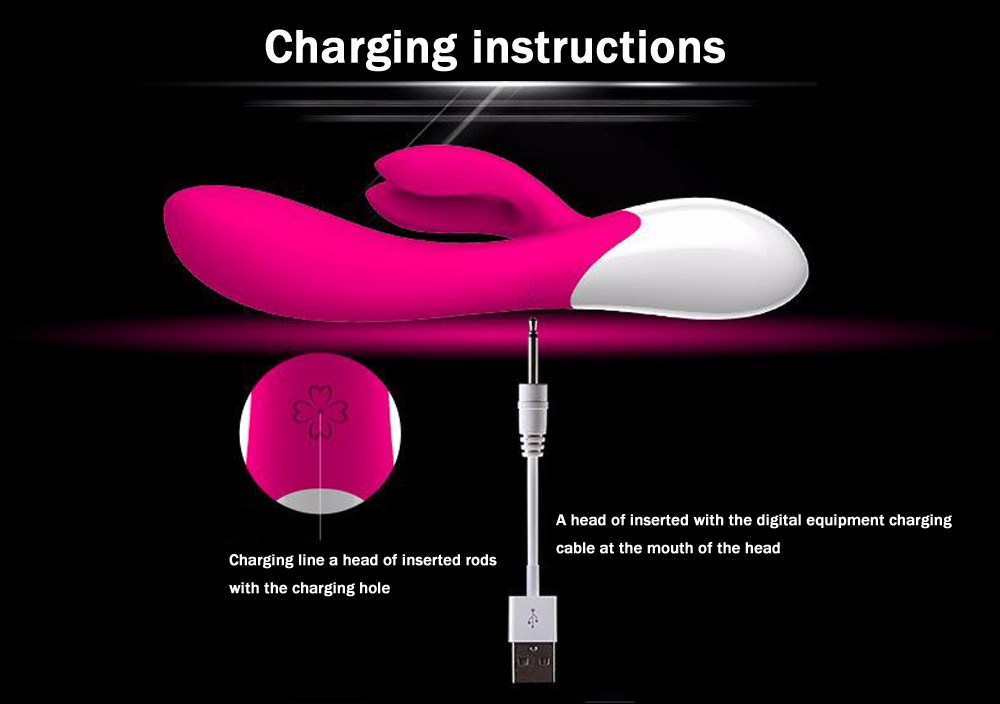 Charging instructions
A head of inserted with the digital equipment charging
cable at the mouth of the head
Charging line a head of inserted rods
with the charging hole